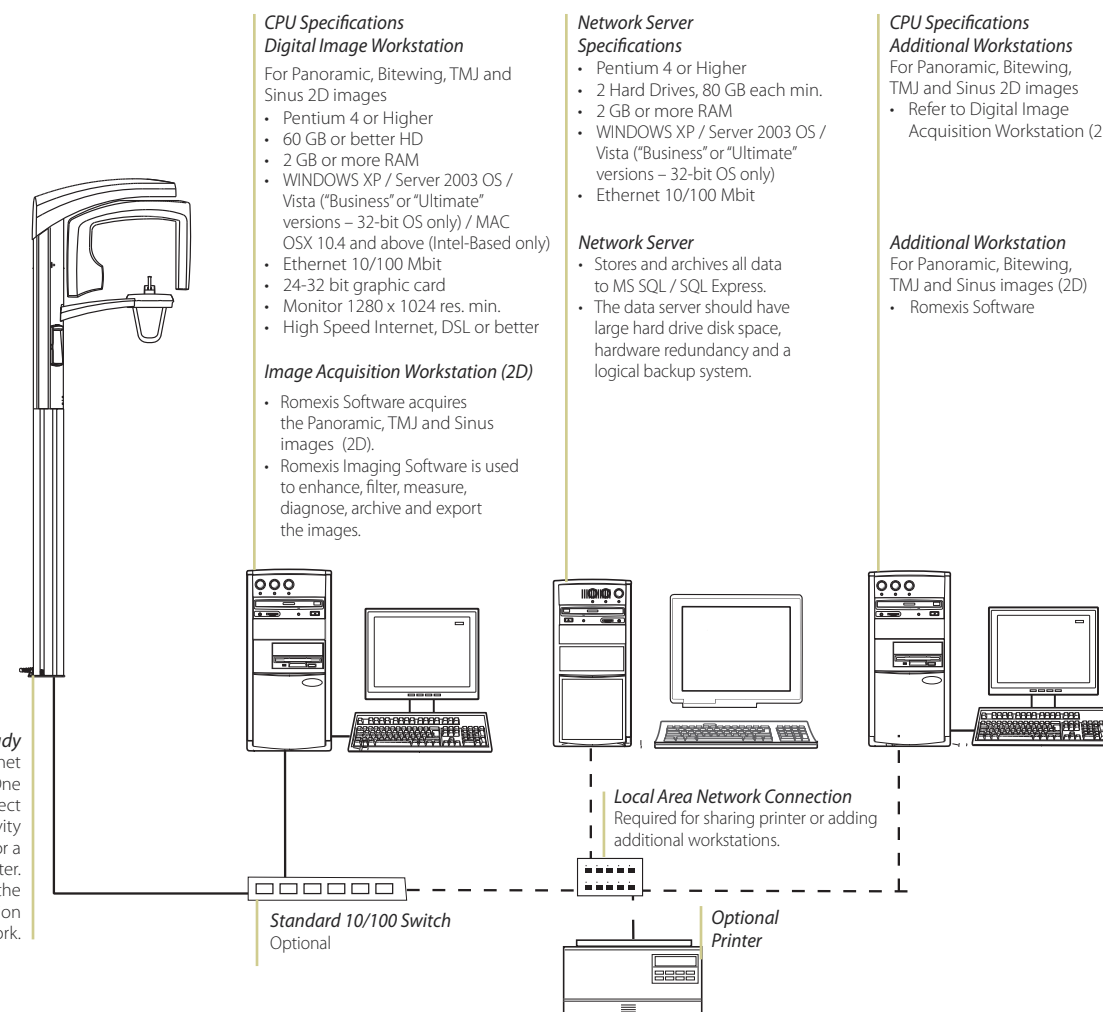 CPU Specifications
Digital Image Workstation
For Panoramic, Bitewing, TMJ and
Sinus 2D images
• Pentium 4 or Higher
• 60 GB or better HD
• 2 GB or more RAM
• WINDOWS XP / Server 2003 OS /
Vista (“Business” or “Ultimate”
versions – 32-bit OS only) / MAC
OSX 10.4 and above (Intel-Based only)
• Ethernet 10/100 Mbit
• 24-32 bit graphic card
• Monitor 1280 x 1024 res. min.
• High Speed Internet, DSL or better
Image Acquisition Workstation (2D)
• Romexis Software acquires
the Panoramic, TMJ and Sinus
images (2D).
• Romexis Imaging Software is used
to enhance, filter, measure,
diagnose, archive and export
the images.
Network Server
Specifications
• Pentium 4 or Higher
• 2 Hard Drives, 80 GB each min.
• 2 GB or more RAM
• WINDOWS XP / Server 2003 OS /
Vista (“Business” or “Ultimate”
versions – 32-bit OS only)
• Ethernet 10/100 Mbit
Network Server
• Stores and archives all data
to MS SQL / SQL Express.
• The data server should have
large hard drive disk space,
hardware redundancy and a
logical backup system.
CPU Specifications
Additional Workstations
For Panoramic, Bitewing,
TMJ and Sinus 2D images
• Refer to Digital Image
Acquisition Workstation (2
Additional Workstation
For Panoramic, Bitewing,
TMJ and Sinus images (2D)
• Romexis Software
Local Area Network Connection
Required for sharing printer or adding
additional workstations.
Standard 10/100 Switch
Optional
Optional
Printer